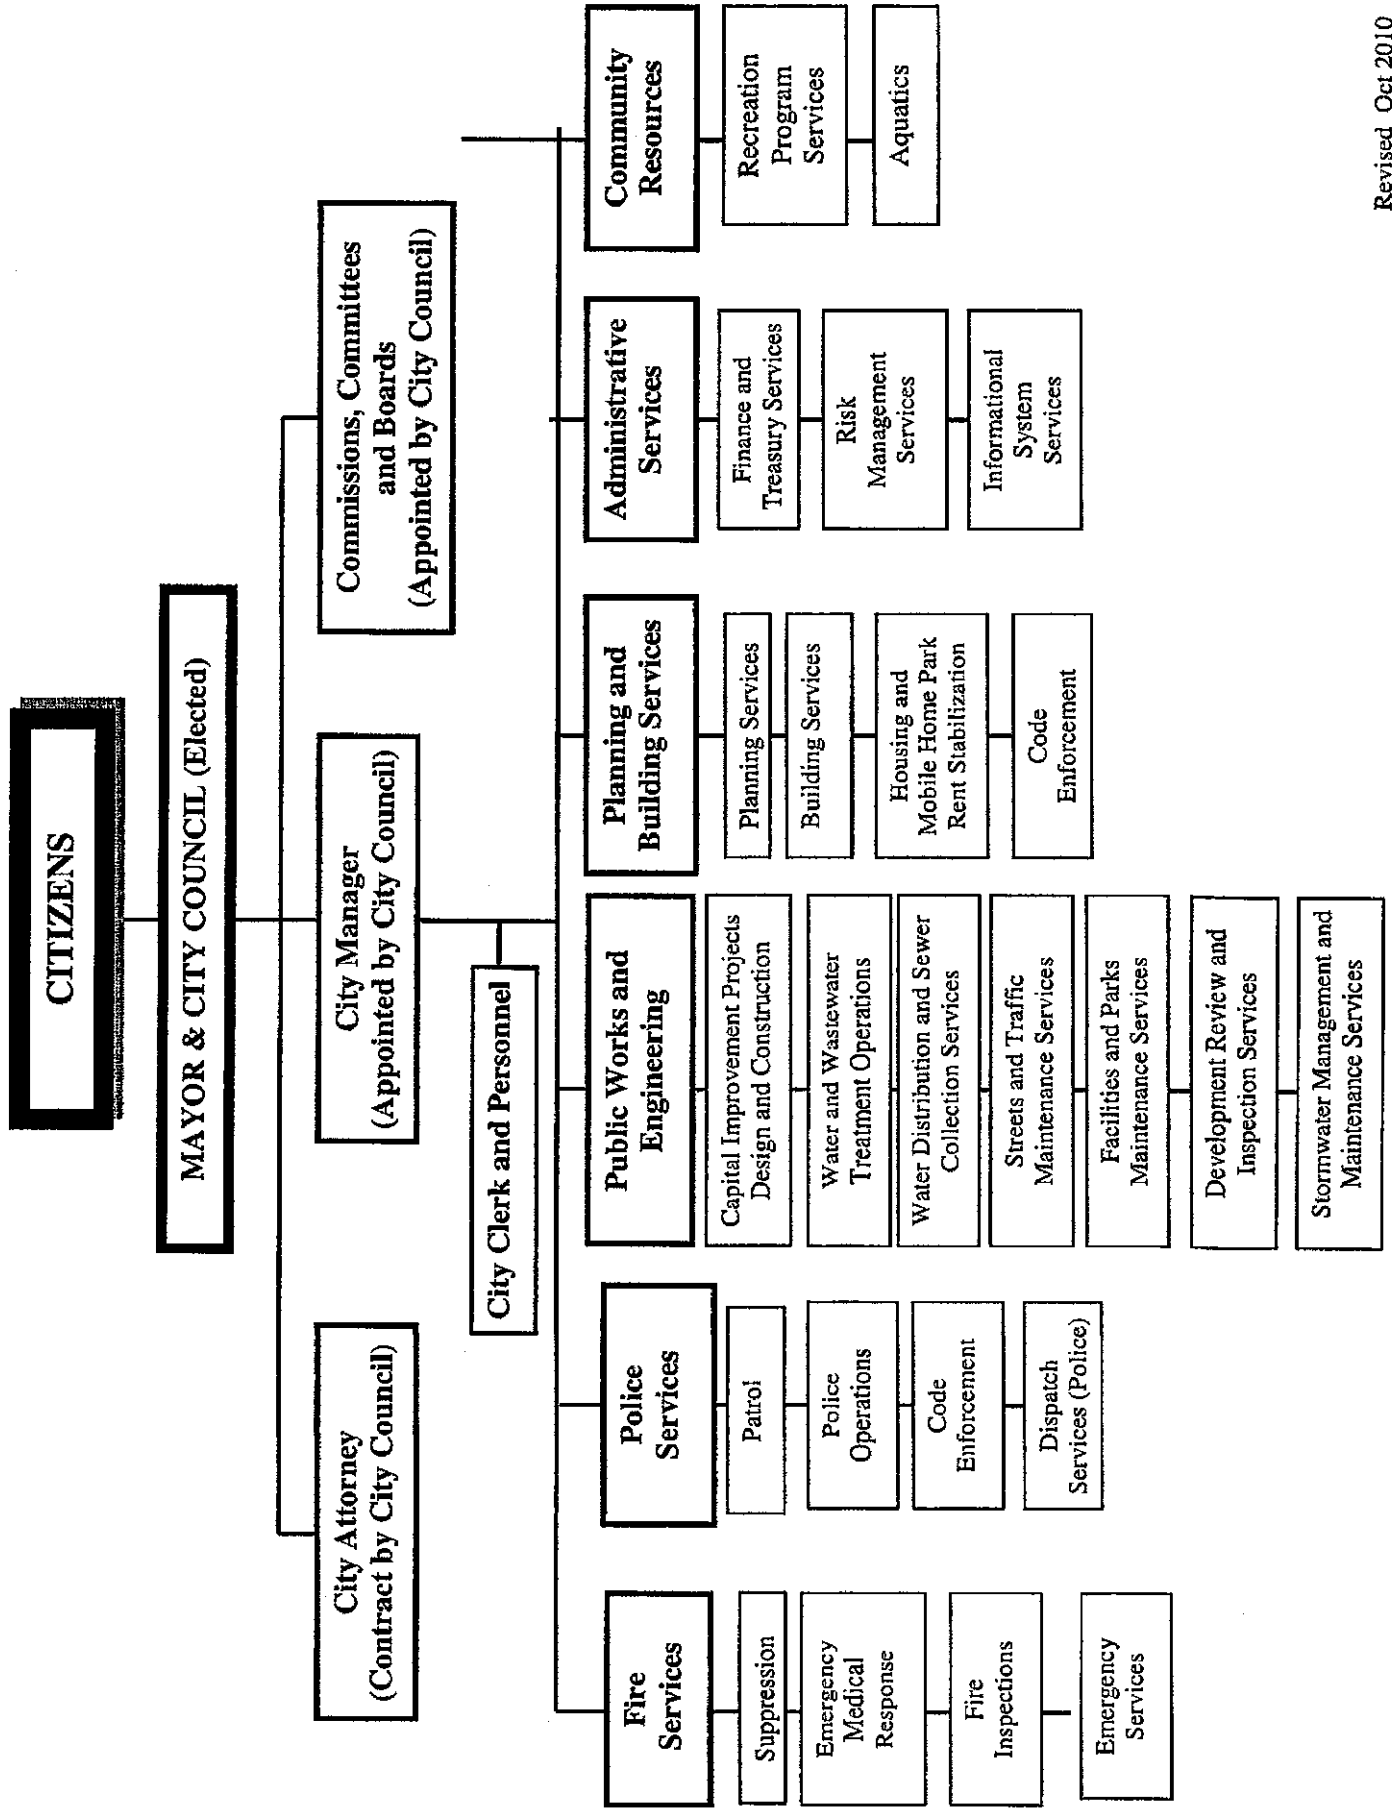 CITIZENS
MAYOR & CITY COUNCIL (Elected)
City Attorney
(Contract by City Council)
City Manager
(Appointed by City Council)
Commissions, Committees
and Boards
(Appointed by City Council)
City Clerk and Personnel
Fire
Services
Suppression
Emergency
Medical
Response
Fire
Inspections
Emergency
Services
Police
Services
Patrol
Police
Operations
Code
Enforcement
Dispatch
Services (Police)
Public Works and
Engineering
Capital Improvement Projects
Design and Construction
Water and Wastewater
Treatment Operations
Water Distribution and Sewer
Collection Services
Streets and Traffic
Maintenance Services
Facilities and Parks
Maintenance Services
Development Review and
Inspection Services
Stormwater Management and
Maintenance Services
Planning and
Building Services
Planning Services
Building Services
Housing and
Mobile Home Park
Rent Stabilization
Code
Enforcement
Administrative
Services
Finance and
Treasury Services
Risk
Management
Services
Informational
System
Services
Community
Resources
Recreation
Program
Services
Aquatics
Revised Oct 2010